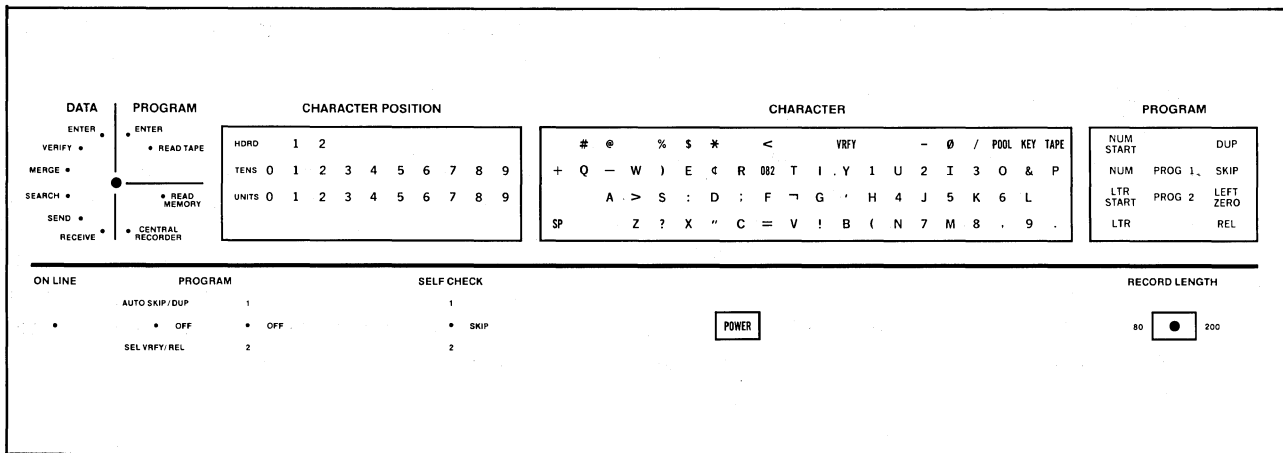 DATA PROGRAM
ENTER ENTER
VERIFY READ TAPE
MERGE
SEARCH READ MEMORY
SEND
RECEIVE CENTRAL RECORDER
CHARACTER POSITION
HDRD 1 2
TENS 0 1 2 3 4 5 6 7 8 9
UNITS 0 1 2 3 4 5 6 7 8 9
CHARACTER
# @ % $ * < VRFY - Ø / POOL KEY TAPE
+ Q — W ) E ¢ R 082 T I . Y 1 U 2 I 3 O & P
A > S : D ; F ¬ G ' H 4 J 5 K 6 L
SP Z ? X " C = V ! B ( N 7 M 8 , 9 .
PROGRAM
NUM START DUP
NUM PROG 1 SKIP
LTR START PROG 2 LEFT ZERO
LTR REL
ON LINE PROGRAM SELF CHECK RECORD LENGTH
AUTO SKIP/DUP 1 1
OFF OFF SKIP POWER 80 200
SEL VRFY/REL 2 2